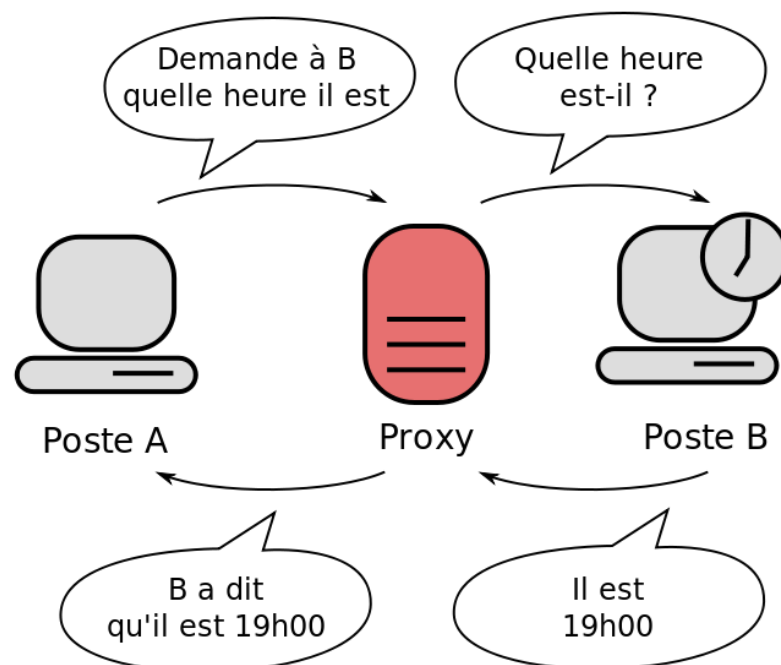 Demande à B
quelle heure il est
Quelle heure
est-il ?
Poste A
Proxy
Poste B
B a dit
qu'il est 19h00
Il est
19h00